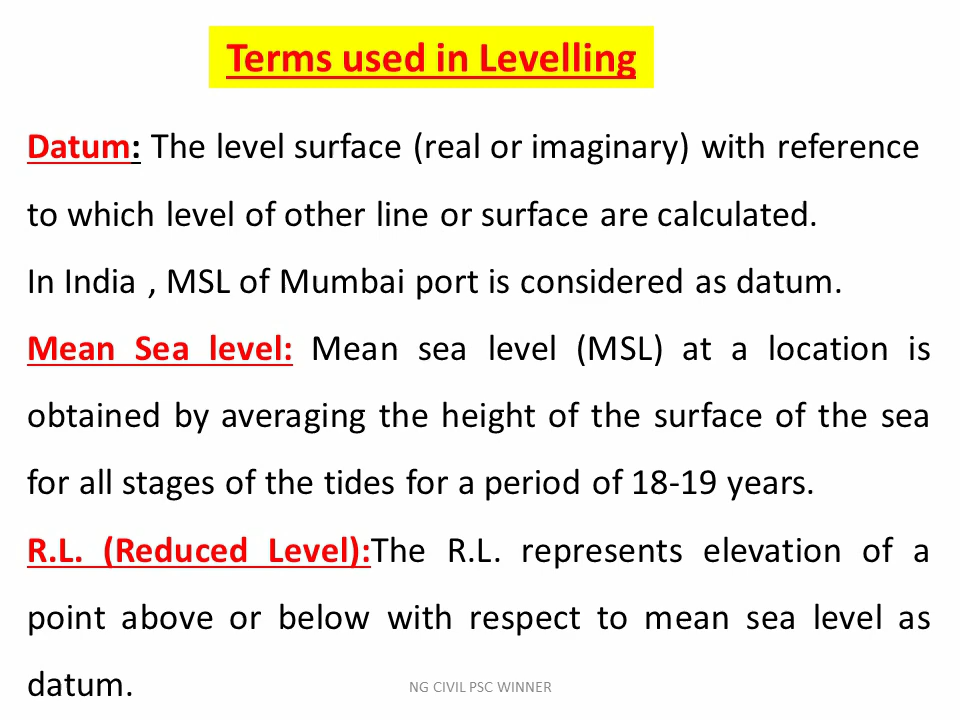 Terms used in Levelling
Datum: The level surface (real or imaginary) with reference
to which level of other line or surface are calculated.
In India , MSL of Mumbai port is considered as datum.
Mean Sea level: Mean sea level (MSL) at a location is
obtained by averaging the height of the surface of the sea
for all stages of the tides for a period of 18-19 years.
R.L. (Reduced Level):The R.L. represents elevation of a
point above or below with respect to mean sea level as
datum.
NG CIVIL PSC WINNER